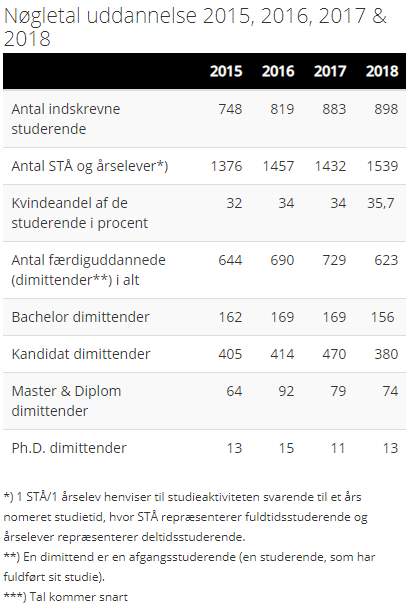 Nøgletal uddannelse 2015, 2016, 2017 &
2018
2015 2016 2017 2018
Antal indskrevne
studerende 748 819 883 898
Antal STÅ og årselever*) 1376 1457 1432 1539
Kvindeandel af de
studerende i procent 32 34 34 35,7
Antal færdiguddannede
(dimittender**) i alt 644 690 729 623
Bachelor dimittender 162 169 169 156
Kandidat dimittender 405 414 470 380
Master & Diplom
dimittender 64 92 79 74
Ph.D. dimittender 13 15 11 13
*) 1 STÅ/1 årselev henviser til studieaktiviteten svarende til et års
nomeret studietid, hvor STÅ repræsenterer fuldtidsstuderende og
årselever repræsenterer deltidsstuderende.
**) En dimittend er en afgangsstuderende (en studerende, som har
fuldført sit studie).
***) Tal kommer snart